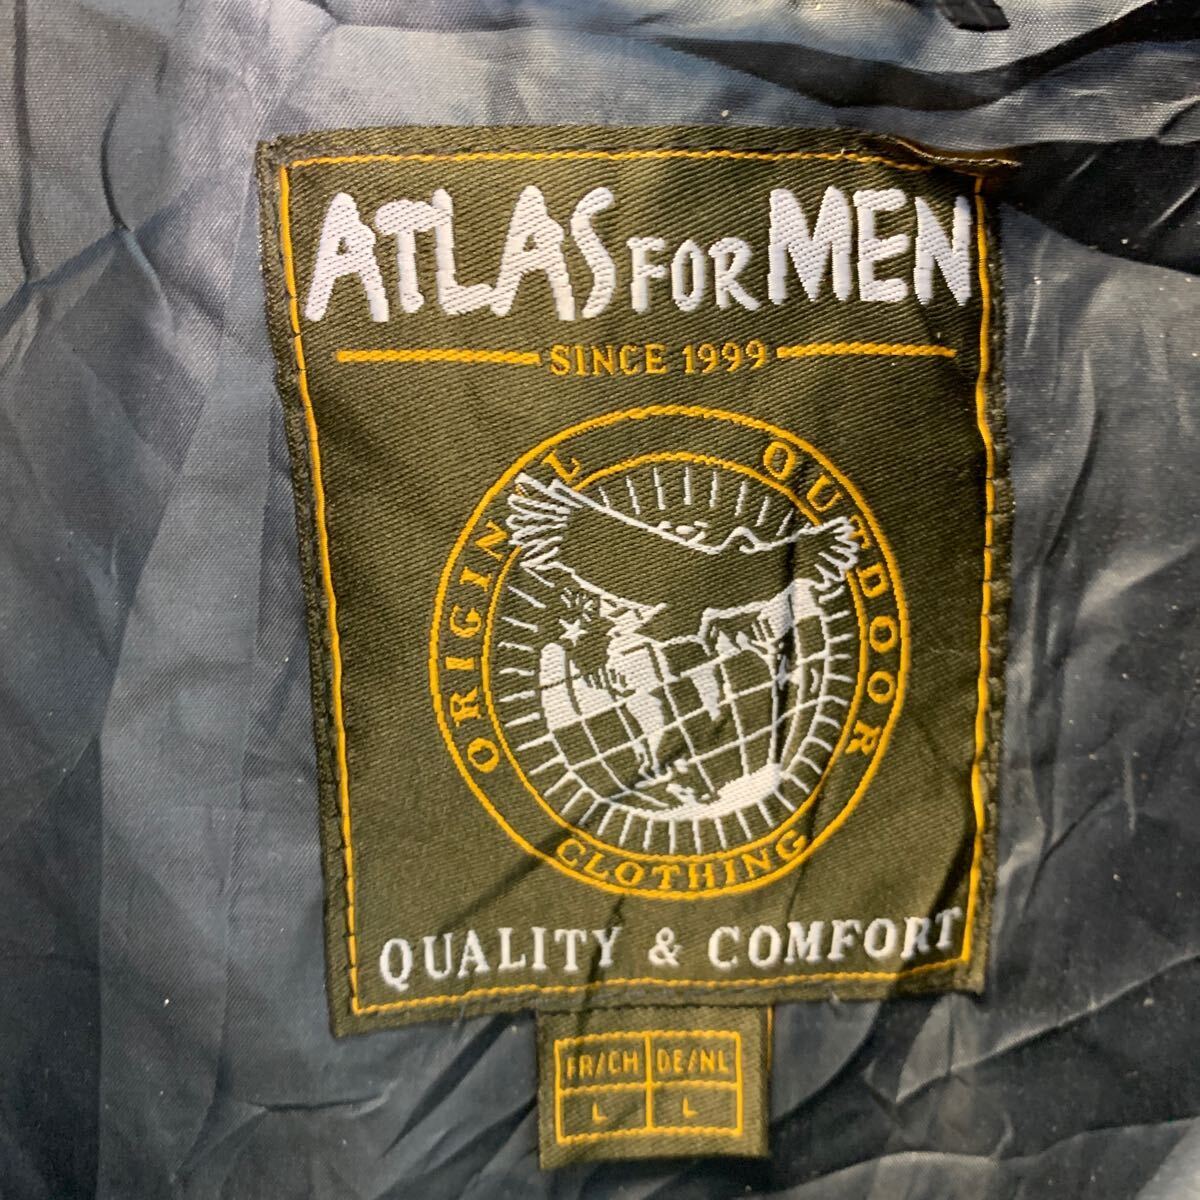 ATLAS FOR MEN
SINCE 1999
ORIGINAL OUTDOOR
CLOTHING
QUALITY & COMFORT
FR/CH DE/NL
L L